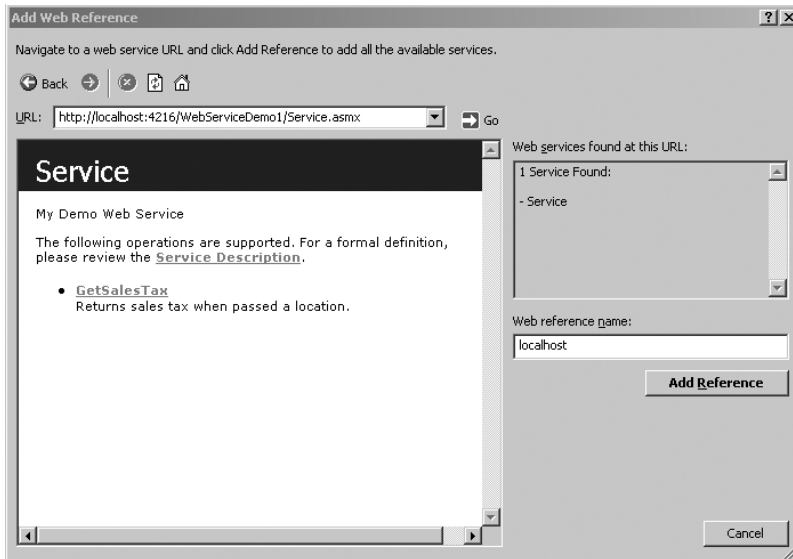 Add Web Reference
Navigate to a web service URL and click Add Reference to add all the available services.
Back
URL: http://localhost:4216/WebServiceDemo1/Service.asmx Go
Service
My Demo Web Service
The following operations are supported. For a formal definition,
please review the Service Description.
• GetSalesTax
Returns sales tax when passed a location.
Web services found at this URL:
1 Service Found:
- Service
Web reference name:
localhost
Add Reference
Cancel